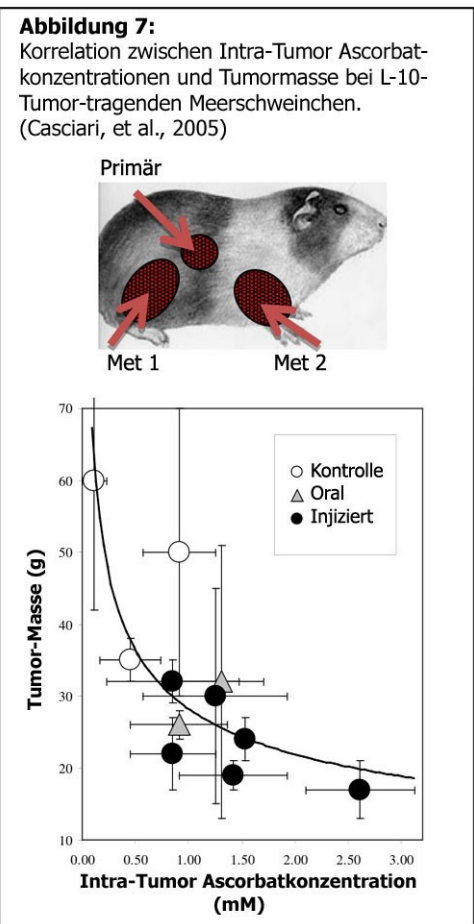 Abbildung 7:
Korrelation zwischen Intra-Tumor Ascorbat-
konzentrationen und Tumormasse bei L-10-
Tumor-tragenden Meerschweinchen.
(Casciari, et al., 2005)
Primär
Met 1
Met 2
70
60
50
40
30
20
10
Tumor-Masse (g)
Kontrolle
Oral
Injiziert
0.00 0.50 1.00 1.50 2.00 2.50 3.00
Intra-Tumor Ascorbatkonzentration
(mM)